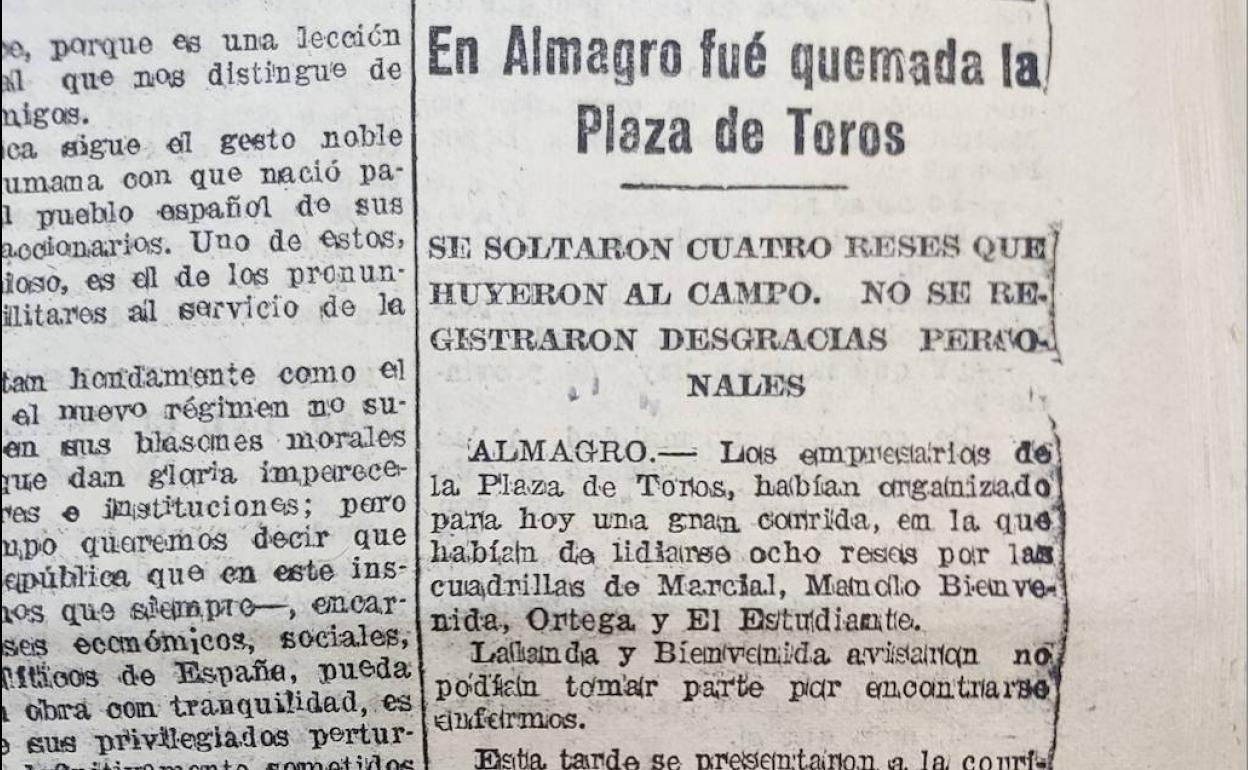 e, porque es una lección
al que nos distingue de
nigos.
ca sigue el gesto noble
umama con que nació pa-
l pueblo español de sus
accionarios. Uno de estos,
ioso, es el de los pronun-
ilitares al servicio de la
tan hondamente como el
el nuevo régimen no su-
en sus blasones morales
que dan gloria imperece-
res e instituciones; pero
mpo queremos decir que
epública que en este ins-
nos que siempre—, encar-
ses económicos, sociales,
íticos de España, pueda
obra con tranquilidad, es
sus privilegiados pertur-
sometidos
En Almagro fué quemada la
Plaza de Toros
SE SOLTARON CUATRO RESES QUE
HUYERON AL CAMPO. NO SE RE-
GISTRARON DESGRACIAS PERSO-
NALES
ALMAGRO.— Los empresarios de
la Plaza de Toros, habían organizado
para hoy una gran corrida, en la que
habían de lidiarse ocho reses por las
cuadrillas de Marcial, Manolo Bienve-
nida, Ortega y El Estudiante.
Lalanda y Bienvenida avisaron no
podían tomar parte por encontrarse
enfermos.
Esta tarde se presentaron a la corri-